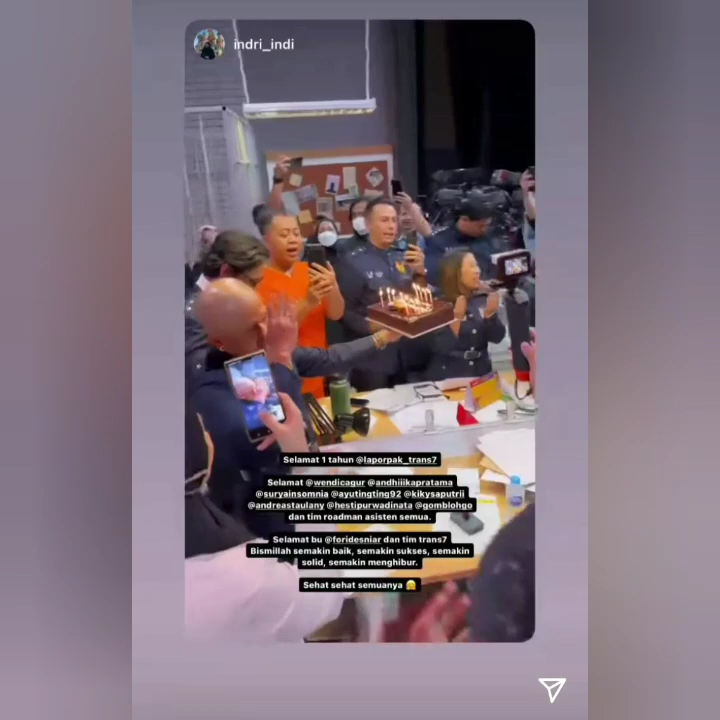 indri_indi
Selamat 1 tahun @laporpak_trans7
Selamat @wendicagur @andhiiikapratama
@suryainsomnia @ayutingting92 @kikysaputrii
@andreastaulany @hestipurwadinata @gomblohgo
dan tim roadman asisten semua.
Selamat bu @foridesniar dan tim trans7
Bismillah semakin baik, semakin sukses, semakin
solid, semakin menghibur.
Sehat sehat semuanya